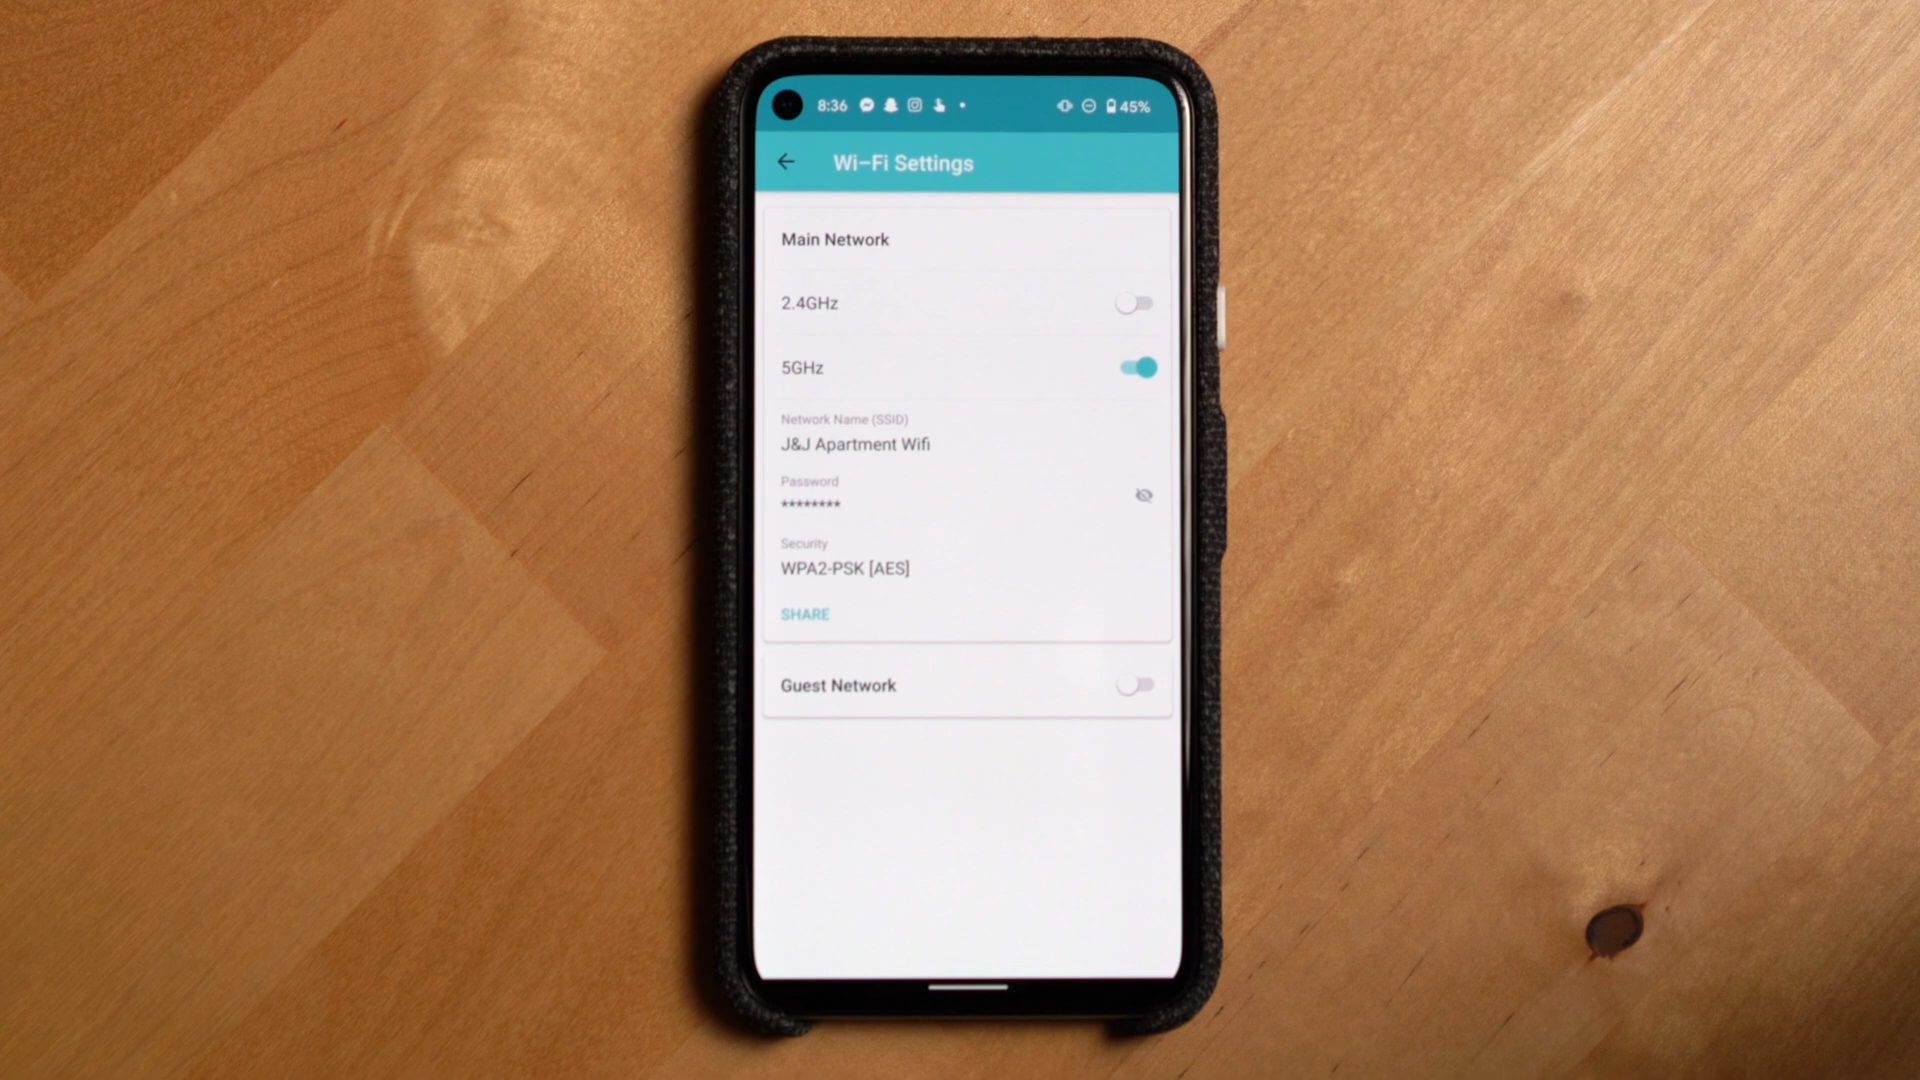 8:36 45%
Wi-Fi Settings
Main Network
2.4GHz
5GHz
Network Name (SSID)
J&J Apartment Wifi
Password
********
Security
WPA2-PSK [AES]
SHARE
Guest Network